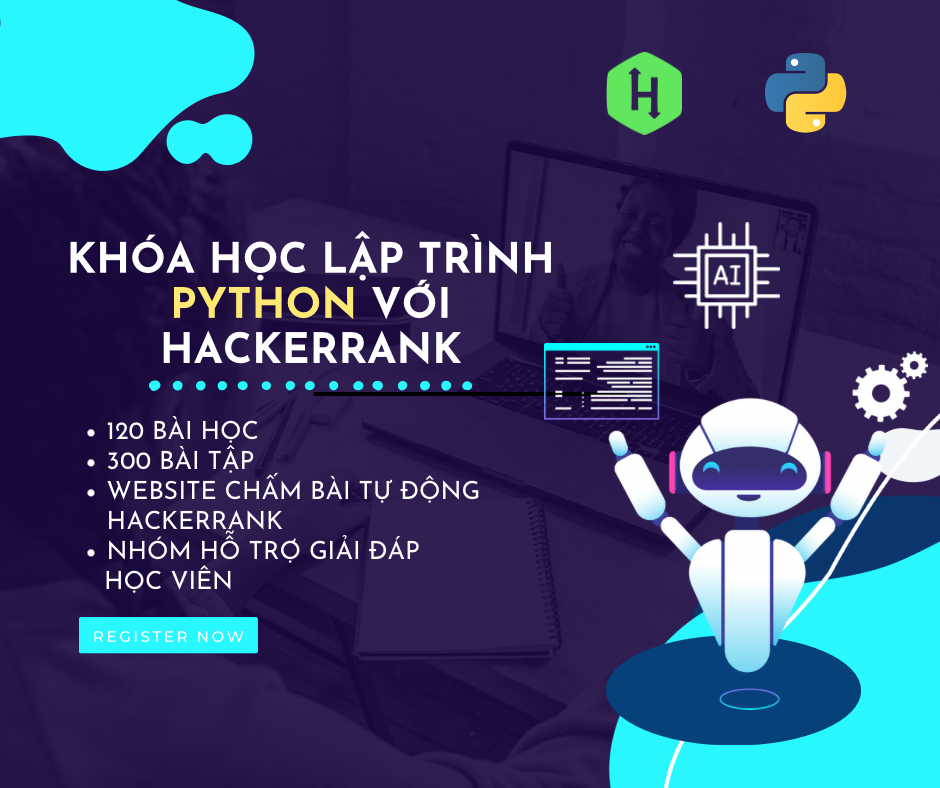 H
AI
KHÓA HỌC LẬP TRÌNH
PYTHON VỚI
HACKERRANK
120 BÀI HỌC
300 BÀI TẬP
WEBSITE CHẤM BÀI TỰ ĐỘNG
HACKERRANK
NHÓM HỖ TRỢ GIẢI ĐÁP
HỌC VIÊN
REGISTER NOW